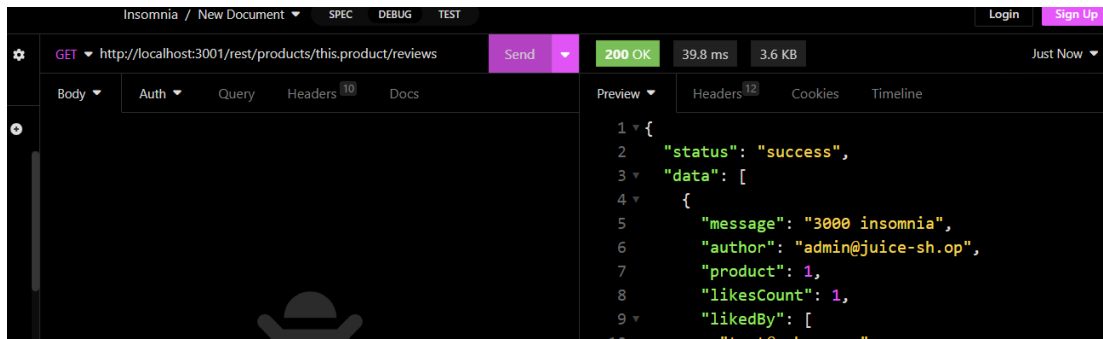 Insomnia / New Document SPEC DEBUG TEST Login Sign Up
GET http://localhost:3001/rest/products/this.product/reviews Send 200 OK 39.8 ms 3.6 KB Just Now
Body Auth Query Headers 10 Docs Preview Headers 12 Cookies Timeline
1 {
2 "status": "success",
3 "data": [
4 {
5 "message": "3000 insomnia",
6 "author": "admin@juice-sh.op",
7 "product": 1,
8 "likesCount": 1,
9 "likedBy": [